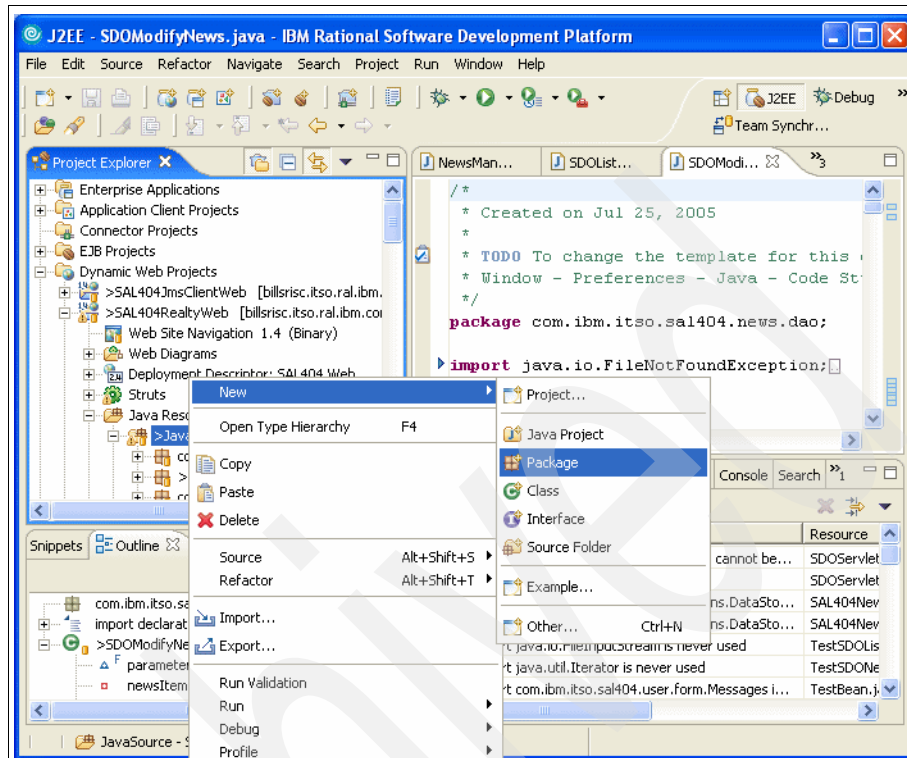 J2EE - SDOModifyNews.java - IBM Rational Software Development Platform
File Edit Source Refactor Navigate Search Project Run Window Help
J2EE Debug
Team Synchr...
Project Explorer
Enterprise Applications
Application Client Projects
Connector Projects
EJB Projects
Dynamic Web Projects
>SAL404JmsClientWeb [billsrisc.itso.ral.ibm.
>SAL404RealtyWeb [billsrisc.itso.ral.ibm.co
Web Site Navigation 1.4 (Binary)
Web Diagrams
Deployment Descriptor: SAL404 Web
Struts
Java Reso
>Java
NewsMan... SDOList... SDOModi... 3
/*
* Created on Jul 25, 2005
*
* TODO To change the template for this
* Window - Preferences - Java - Code St
*/
package com.ibm.itso.sal404.news.dao;
import java.io.FileNotFoundException;
New
Open Type Hierarchy F4
Copy
Paste
Delete
Source Alt+Shift+S
Refactor Alt+Shift+T
Import...
Export...
Run Validation
Run
Debug
Profile
Project...
Java Project
Package
Class
Interface
Source Folder
Example...
Other... Ctrl+N
Console Search 1
Resource
cannot be... SDOServlet
SDOServlet
ns.DataSto... SAL404New
ns.DataSto... SAL404New
rt java.io.FileInputStream is never used TestSDOLis
rt java.util.Iterator is never used TestSDONe
rt com.ibm.itso.sal404.user.form.Messages i... TestBean.j
Snippets Outline
com.ibm.itso.sa
import declarat
>SDOModifyNe
F parameter
newsItem
JavaSource - S